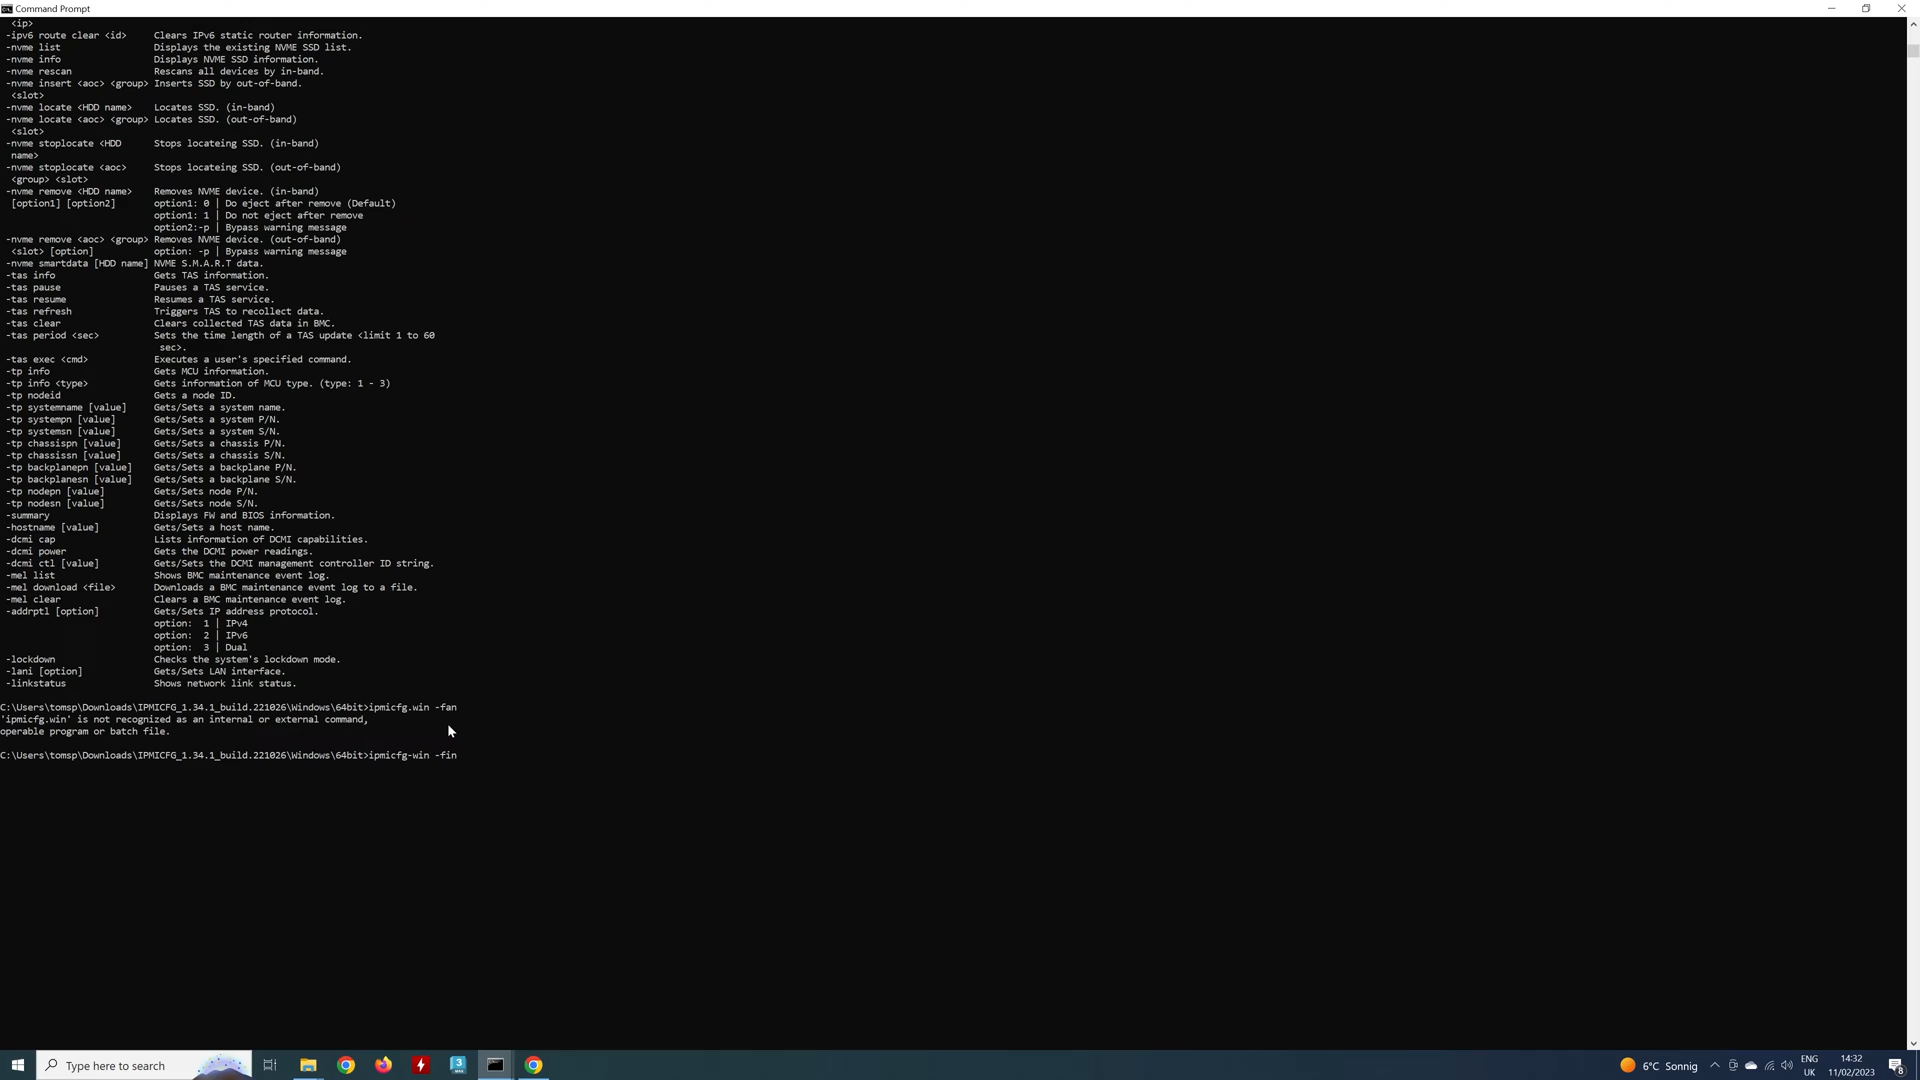 Command Prompt
<ip>
-ipv6 route clear <id> Clears IPv6 static router information.
-nvme list Displays the existing NVME SSD list.
-nvme info Displays NVME SSD information.
-nvme rescan Rescans all devices by in-band.
-nvme insert <aoc> <group> Inserts SSD by out-of-band.
<slot>
-nvme locate <HDD name> Locates SSD. (in-band)
-nvme locate <aoc> <group> Locates SSD. (out-of-band)
<slot>
-nvme stoplocate <HDD Stops locateing SSD. (in-band)
name>
-nvme stoplocate <aoc> Stops locateing SSD. (out-of-band)
<group> <slot>
-nvme remove <HDD name> Removes NVME device. (in-band)
[option1] [option2] option1: 0 | Do eject after remove (Default)
option1: 1 | Do not eject after remove
option2:-p | Bypass warning message
-nvme remove <aoc> <group> Removes NVME device. (out-of-band)
<slot> [option] option: -p | Bypass warning message
-nvme smartdata [HDD name] NVME S.M.A.R.T data.
-tas info Gets TAS information.
-tas pause Pauses a TAS service.
-tas resume Resumes a TAS service.
-tas refresh Triggers TAS to recollect data.
-tas clear Clears collected TAS data in BMC.
-tas period <sec> Sets the time length of a TAS update <limit 1 to 60
sec>.
-tas exec <cmd> Executes a user's specified command.
-tp info Gets MCU information.
-tp info <type> Gets information of MCU type. (type: 1 - 3)
-tp nodeid Gets a node ID.
-tp systemname [value] Gets/Sets a system name.
-tp systempn [value] Gets/Sets a system P/N.
-tp systemsn [value] Gets/Sets a system S/N.
-tp chassispn [value] Gets/Sets a chassis P/N.
-tp chassissn [value] Gets/Sets a chassis S/N.
-tp backplanepn [value] Gets/Sets a backplane P/N.
-tp backplanesn [value] Gets/Sets a backplane S/N.
-tp nodepn [value] Gets/Sets node P/N.
-tp nodesn [value] Gets/Sets node S/N.
-summary Displays FW and BIOS information.
-hostname [value] Gets/Sets a host name.
-dcmi cap Lists information of DCMI capabilities.
-dcmi power Gets the DCMI power readings.
-dcmi ctl [value] Gets/Sets the DCMI management controller ID string.
-mel list Shows BMC maintenance event log.
-mel download <file> Downloads a BMC maintenance event log to a file.
-mel clear Clears a BMC maintenance event log.
-addrptl [option] Gets/Sets IP address protocol.
option: 1 | IPv4
option: 2 | IPv6
option: 3 | Dual
-lockdown Checks the system's lockdown mode.
-lani [option] Gets/Sets LAN interface.
-linkstatus Shows network link status.
C:\Users\tomsp\Downloads\IPMICFG_1.34.1_build.221026\Windows\64bit>ipmicfg.win -fan
'ipmicfg.win' is not recognized as an internal or external command,
operable program or batch file.
C:\Users\tomsp\Downloads\IPMICFG_1.34.1_build.221026\Windows\64bit>ipmicfg-win -fin
Type here to search
3
MAX
6°C Sonnig
ENG
UK
14:32
11/02/2023
8